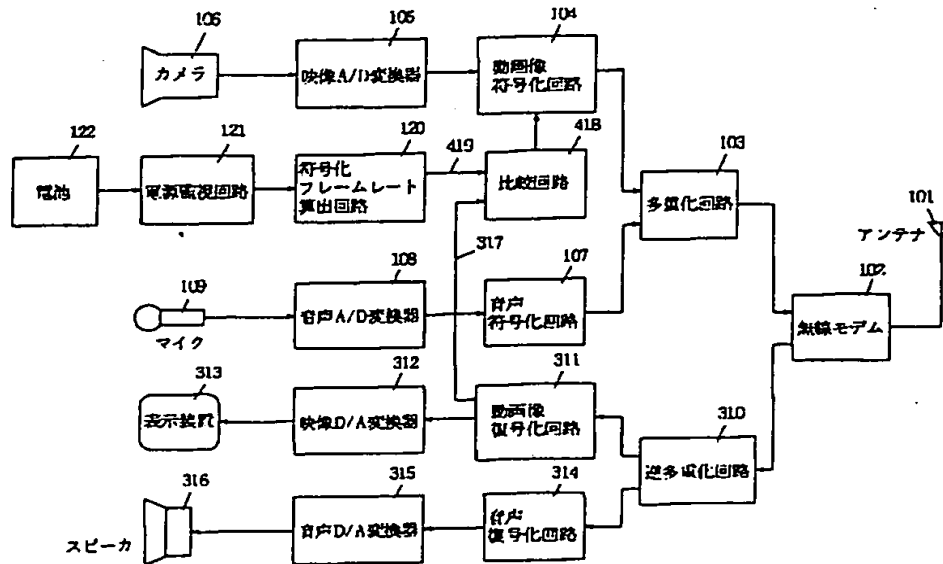 106
カメラ
105
映像A/D変換器
104
動画像
符号化回路
122
電池
121
電源監視回路
120
符号化
フレームレート
算出回路
419
418
比較回路
103
多重化回路
101
アンテナ
317
109
マイク
108
音声A/D変換器
107
音声
符号化回路
102
無線モデム
313
表示装置
312
映像D/A変換器
311
動画像
復号化回路
310
逆多重化回路
316
スピーカ
315
音声D/A変換器
314
音声
復号化回路